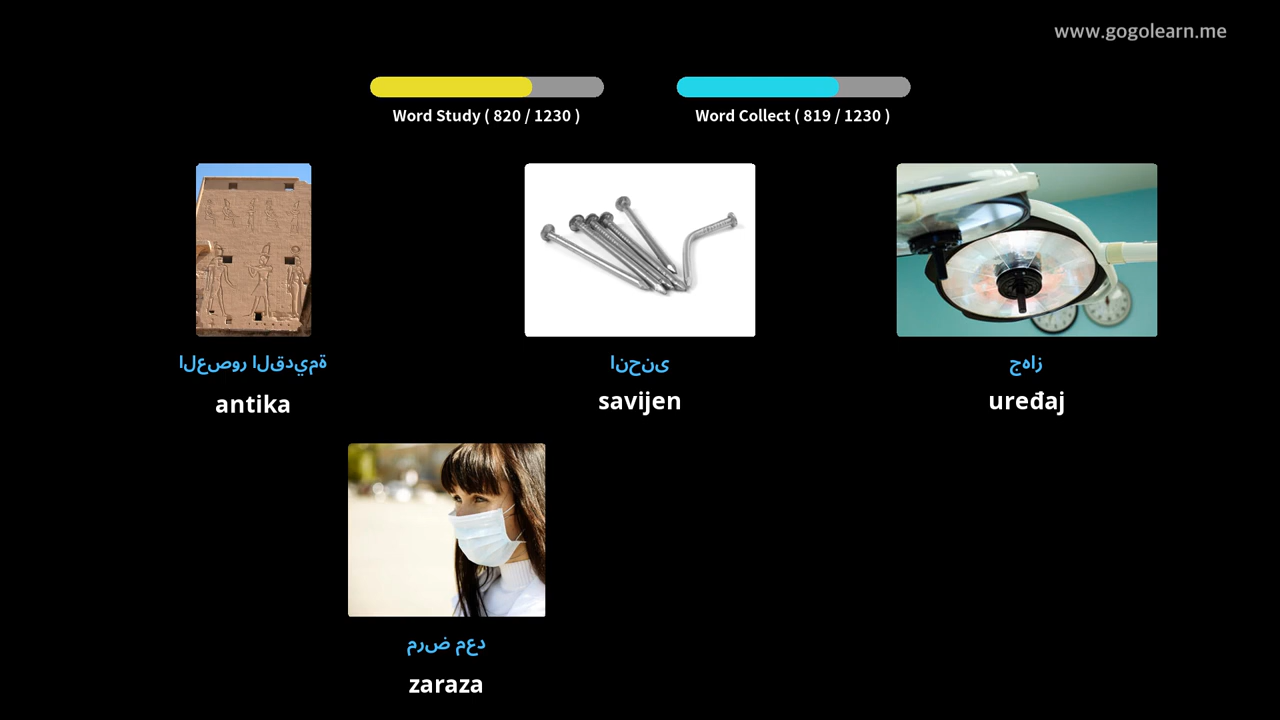 www.gogolearn.me
Word Study ( 820 / 1230 )
Word Collect ( 819 / 1230 )
العصور القديمة
انحنى
جهاز
antika
savijen
uređaj
مرض معد
zaraza